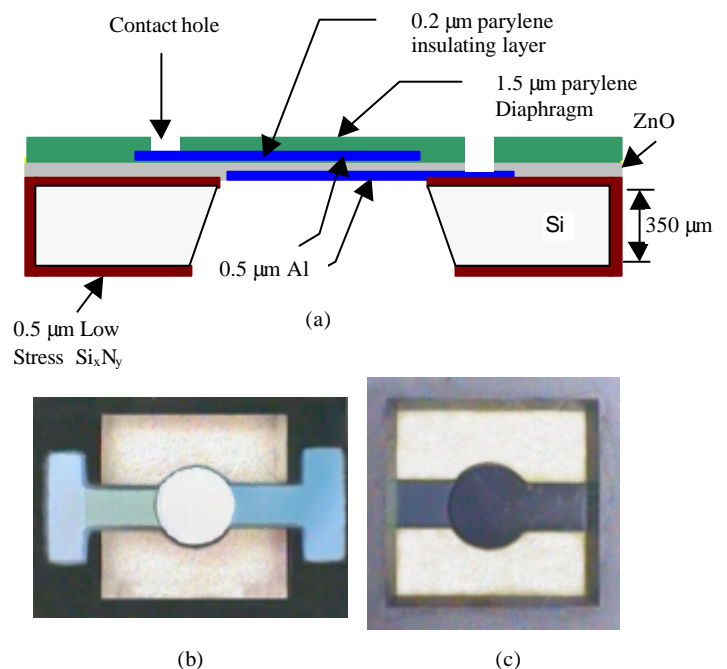 Contact hole
0.2 µm parylene
insulating layer
1.5 µm parylene
Diaphragm
ZnO
Si
350 µm
0.5 µm Al
0.5 µm Low
Stress SixNy
(a)
(b)
(c)